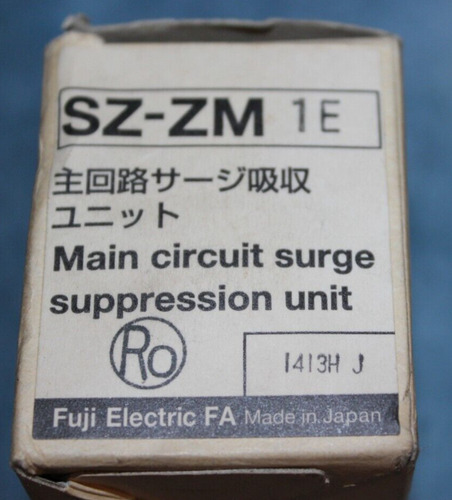 SZ-ZM 1E
主回路サージ吸収
ユニット
Main circuit surge
suppression unit
Ro
1413H J
Fuji Electric FA Made in Japan